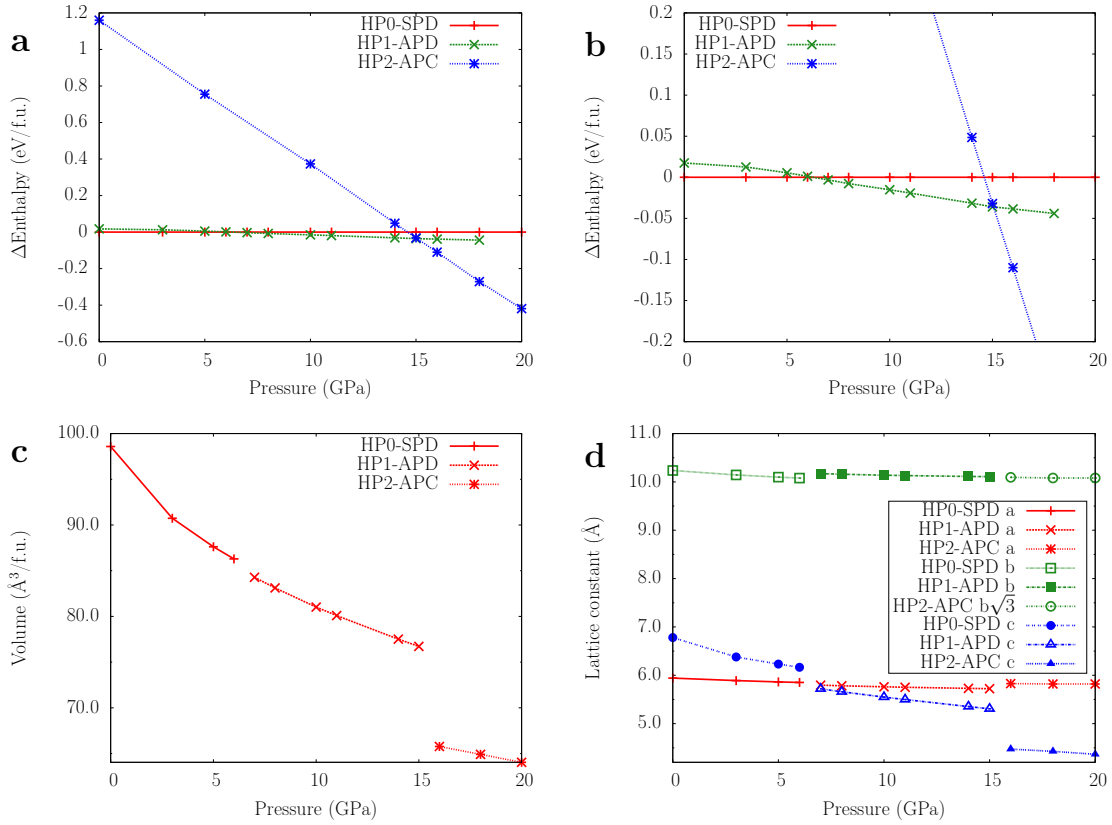 a
HP0-SPD
HP1-APD
HP2-APC
1.2
1
0.8
0.6
0.4
0.2
0
-0.2
-0.4
-0.6
ΔEnthalpy (eV/f.u.)
0 5 10 15 20
Pressure (GPa)
b
HP0-SPD
HP1-APD
HP2-APC
0.2
0.15
0.1
0.05
0
-0.05
-0.1
-0.15
-0.2
ΔEnthalpy (eV/f.u.)
0 5 10 15 20
Pressure (GPa)
c
HP0-SPD
HP1-APD
HP2-APC
100.0
90.0
80.0
70.0
Volume (Å³/f.u.)
0 5 10 15 20
Pressure (GPa)
d
11.0
10.0
9.0
8.0
7.0
6.0
5.0
Lattice constant (Å)
HP0-SPD a
HP1-APD a
HP2-APC a
HP0-SPD b
HP1-APD b
HP2-APC b√3
HP0-SPD c
HP1-APD c
HP2-APC c
0 5 10 15 20
Pressure (GPa)